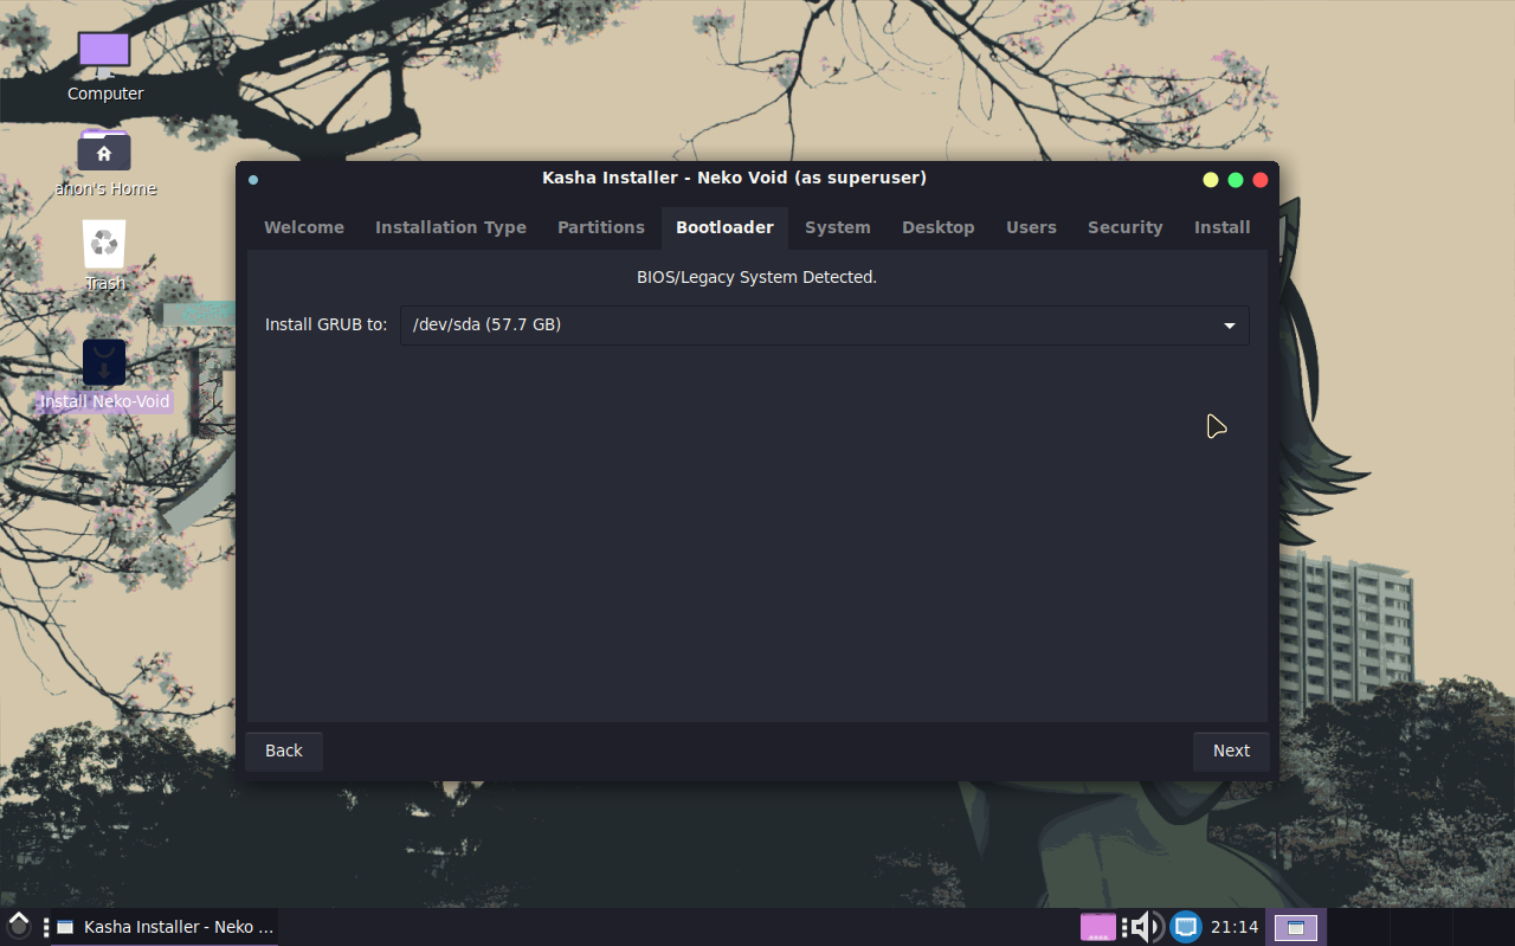 Computer
anon's Home
Trash
Install Neko-Void
Kasha Installer - Neko Void (as superuser)
Welcome Installation Type Partitions Bootloader System Desktop Users Security Install
BIOS/Legacy System Detected.
Install GRUB to: /dev/sda (57.7 GB)
Back Next
Kasha Installer - Neko ... 21:14